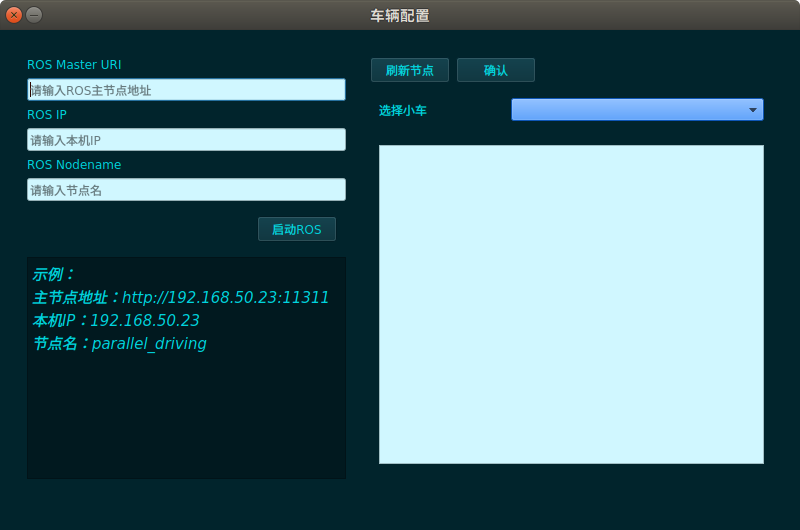 车辆配置
ROS Master URI
请输入ROS主节点地址
ROS IP
请输入本机IP
ROS Nodename
请输入节点名
启动ROS
示例：
主节点地址：http://192.168.50.23:11311
本机IP：192.168.50.23
节点名：parallel_driving
刷新节点
确认
选择小车